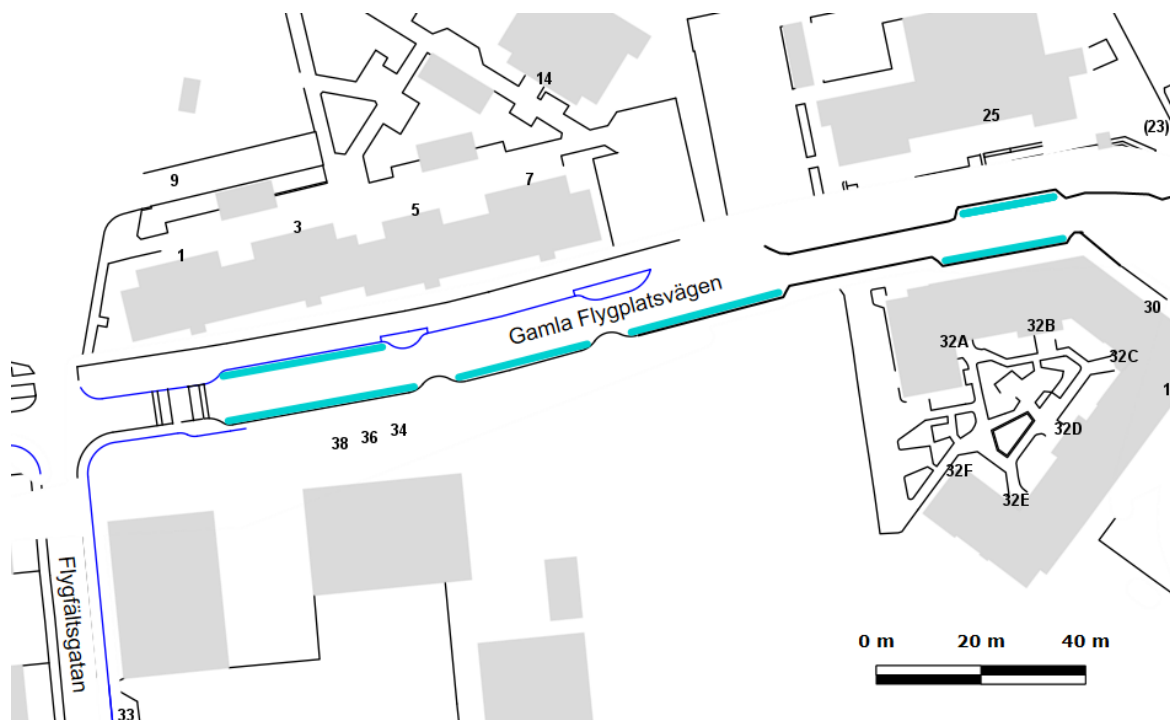 14
25
(23)
9
7
5
3
1
Gamla Flygplatsvägen
30
32B
32A
32C
1
32D
38 36 34
32F
32E
Flygfältsgatan
33
0 m 20 m 40 m